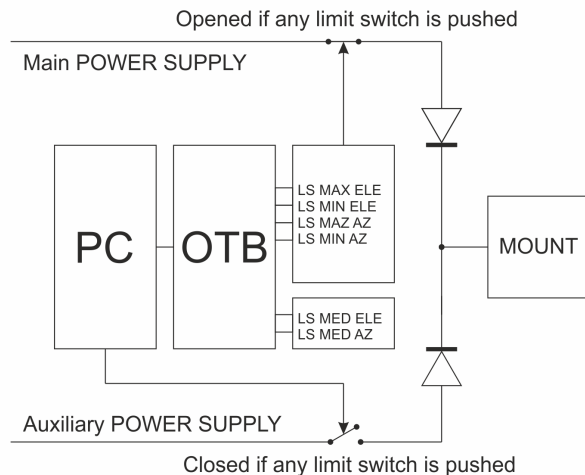 Opened if any limit switch is pushed
Main POWER SUPPLY
PC
OTB
LS MAX ELE
LS MIN ELE
LS MAZ AZ
LS MIN AZ
MOUNT
LS MED ELE
LS MED AZ
Auxiliary POWER SUPPLY
Closed if any limit switch is pushed